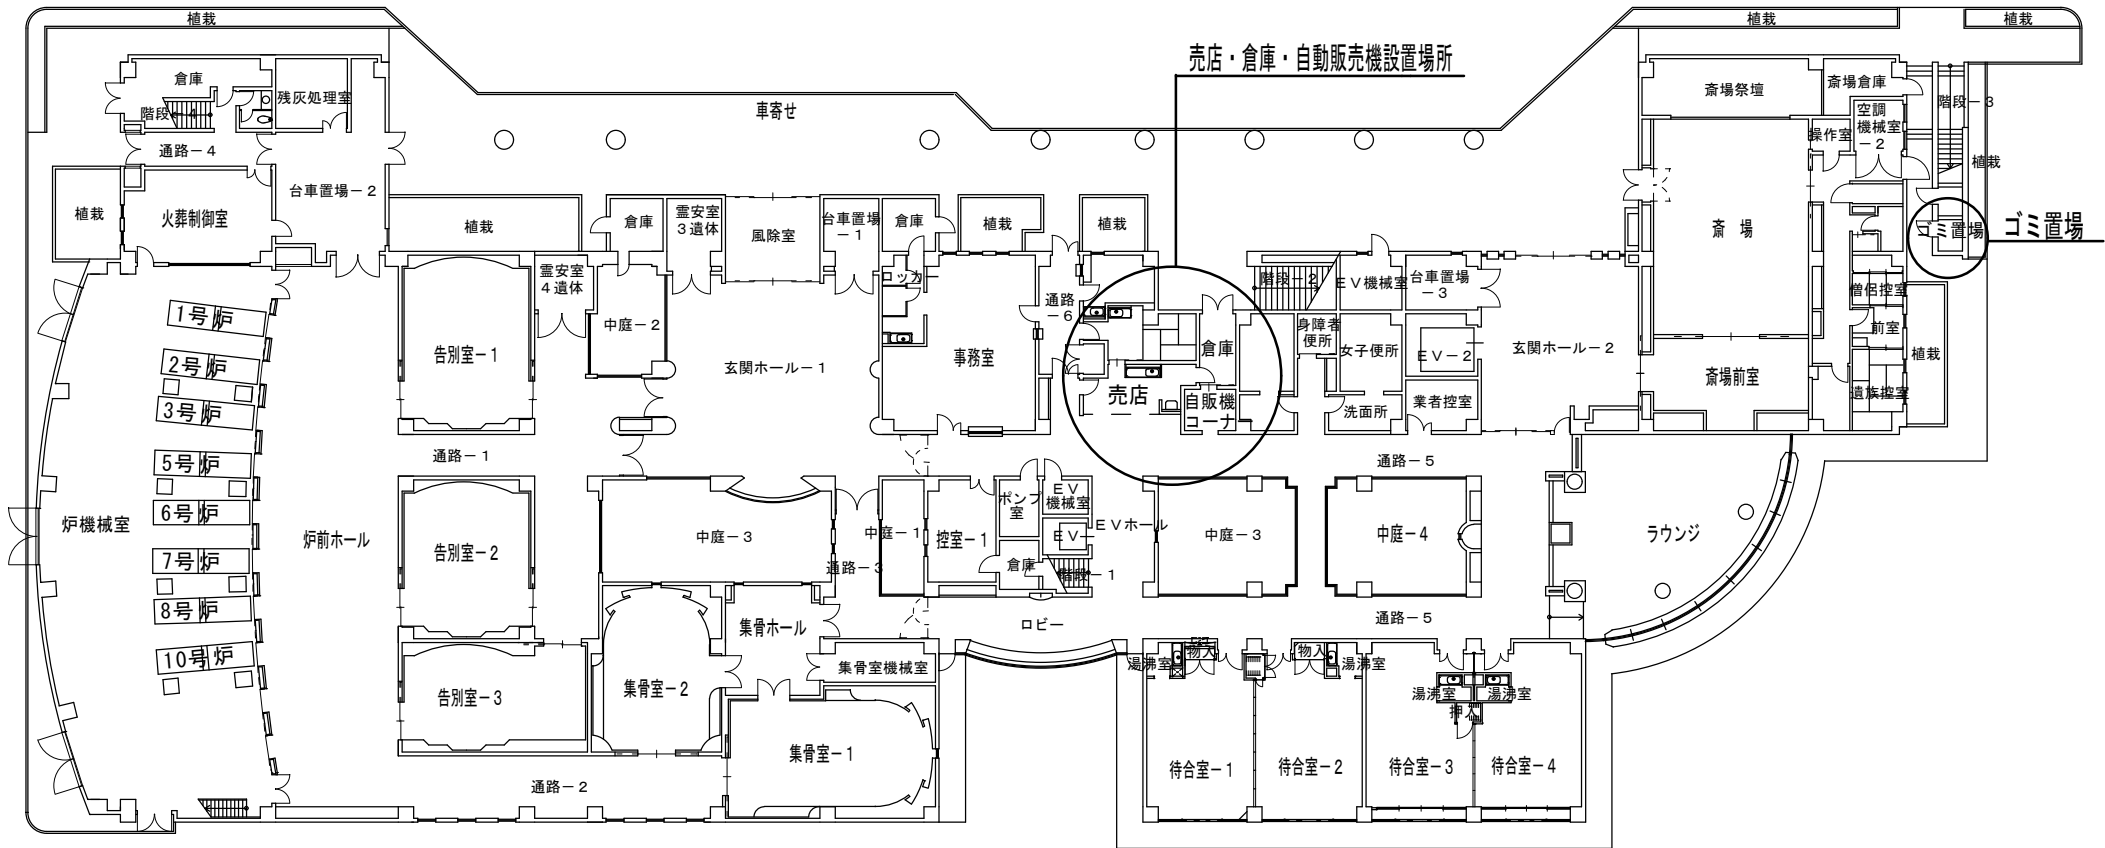 植栽
植栽
植栽
売店・倉庫・自動販売機設置場所
倉庫
残灰処理室
階段－4
通路－4
車寄せ
斎場祭壇
斎場倉庫
階段－3
空調
機械室
－2
操作室
植栽
台車置場－2
植栽
火葬制御室
植栽
倉庫
霊安室
3遺体
風除室
台車置場
－1
倉庫
植栽
植栽
斎 場
ゴミ置場
ゴミ置場
霊安室
4遺体
ロッカー
通路
－6
階段－2
EV機械室
台車置場
－3
僧侶控室
1号炉
中庭－2
告別室－1
玄関ホール－1
事務室
倉庫
身障者
便所
女子便所
EV－2
玄関ホール－2
前室
植栽
2号炉
斎場前室
3号炉
売店
自販機
コーナ
洗面所
業者控室
遺族控室
通路－1
通路－5
5号炉
6号炉
炉機械室
炉前ホール
告別室－2
中庭－3
中庭－1
控室－1
ポンプ
室
EV
機械室
EV
EVホール
中庭－3
中庭－4
ラウンジ
7号炉
通路－3
倉庫
階段－1
8号炉
集骨ホール
ロビー
通路－5
10号炉
告別室－3
集骨室－2
集骨室機械室
湯沸室
物入
物入
湯沸室
湯沸室
湯沸室
押入
集骨室－1
通路－2
待合室－1
待合室－2
待合室－3
待合室－4